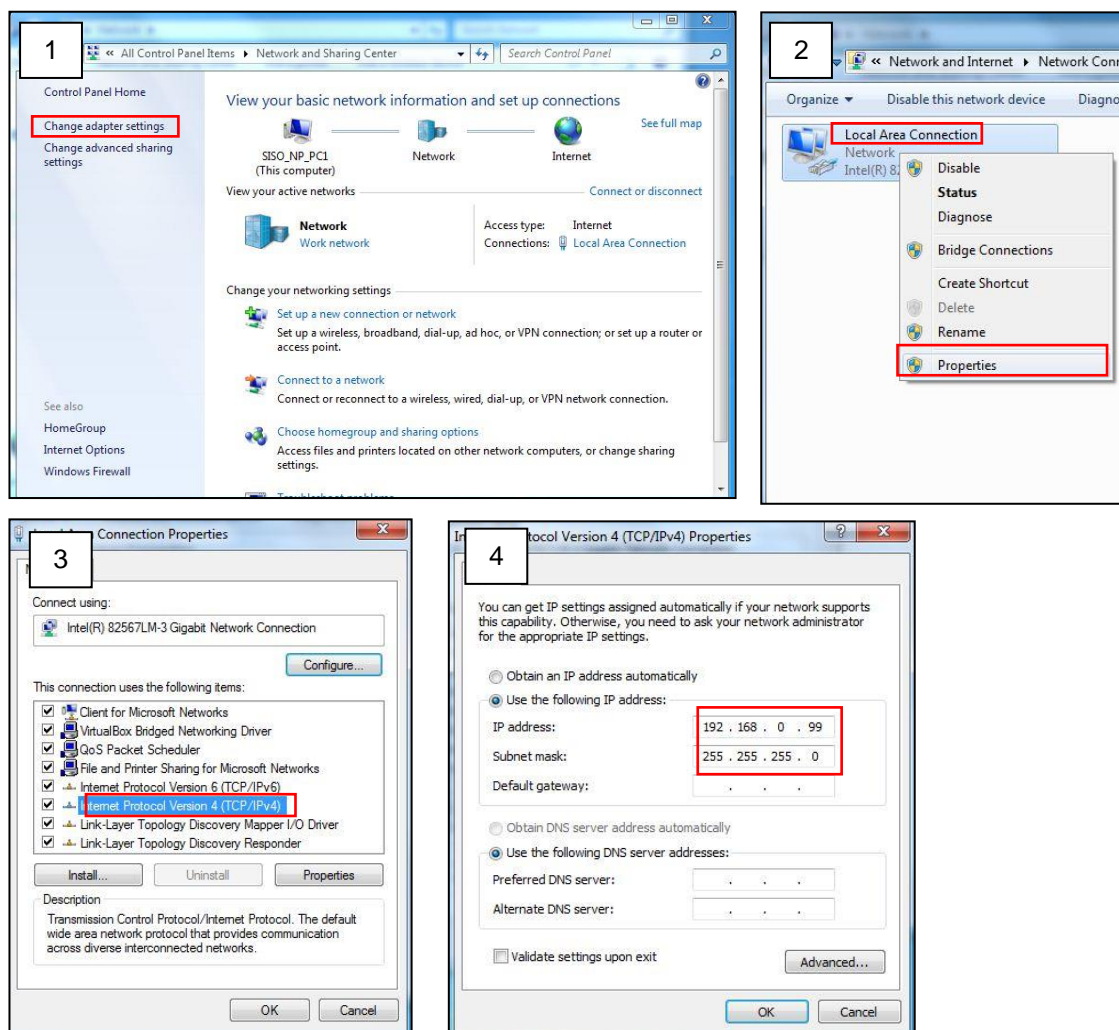 1
« All Control Panel Items ▸ Network and Sharing Center
Search Control Panel
Control Panel Home
Change adapter settings
Change advanced sharing
settings
See also
HomeGroup
Internet Options
Windows Firewall
View your basic network information and set up connections
See full map
SISO_NP_PC1
(This computer)
Network
Internet
View your active networks
Connect or disconnect
Network
Work network
Access type: Internet
Connections: Local Area Connection
Change your networking settings
Set up a new connection or network
Set up a wireless, broadband, dial-up, ad hoc, or VPN connection; or set up a router or
access point.
Connect to a network
Connect or reconnect to a wireless, wired, dial-up, or VPN network connection.
Choose homegroup and sharing options
Access files and printers located on other network computers, or change sharing
settings.
Troubleshoot problems
2
« Network and Internet ▸ Network Conn
Organize Disable this network device Diagno
Local Area Connection
Network
Intel(R) 82
Disable
Status
Diagnose
Bridge Connections
Create Shortcut
Delete
Rename
Properties
3
Connection Properties
Connect using:
Intel(R) 82567LM-3 Gigabit Network Connection
Configure...
This connection uses the following items:
Client for Microsoft Networks
VirtualBox Bridged Networking Driver
QoS Packet Scheduler
File and Printer Sharing for Microsoft Networks
Internet Protocol Version 6 (TCP/IPv6)
Internet Protocol Version 4 (TCP/IPv4)
Link-Layer Topology Discovery Mapper I/O Driver
Link-Layer Topology Discovery Responder
Install... Uninstall Properties
Description
Transmission Control Protocol/Internet Protocol. The default
wide area network protocol that provides communication
across diverse interconnected networks.
OK Cancel
4
In tocol Version 4 (TCP/IPv4) Properties
You can get IP settings assigned automatically if your network supports
this capability. Otherwise, you need to ask your network administrator
for the appropriate IP settings.
Obtain an IP address automatically
Use the following IP address:
IP address: 192 . 168 . 0 . 99
Subnet mask: 255 . 255 . 255 . 0
Default gateway: . . .
Obtain DNS server address automatically
Use the following DNS server addresses:
Preferred DNS server: . . .
Alternate DNS server: . . .
Validate settings upon exit
Advanced...
OK Cancel